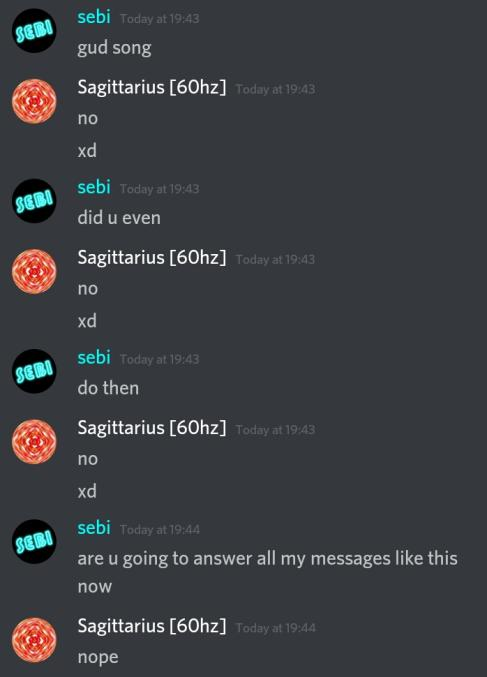 SEBI
sebi Today at 19:43
gud song
Sagittarius [60hz] Today at 19:43
no
xd
SEBI
sebi Today at 19:43
did u even
Sagittarius [60hz] Today at 19:43
no
xd
SEBI
sebi Today at 19:43
do then
Sagittarius [60hz] Today at 19:43
no
xd
SEBI
sebi Today at 19:44
are u going to answer all my messages like this
now
Sagittarius [60hz] Today at 19:44
nope